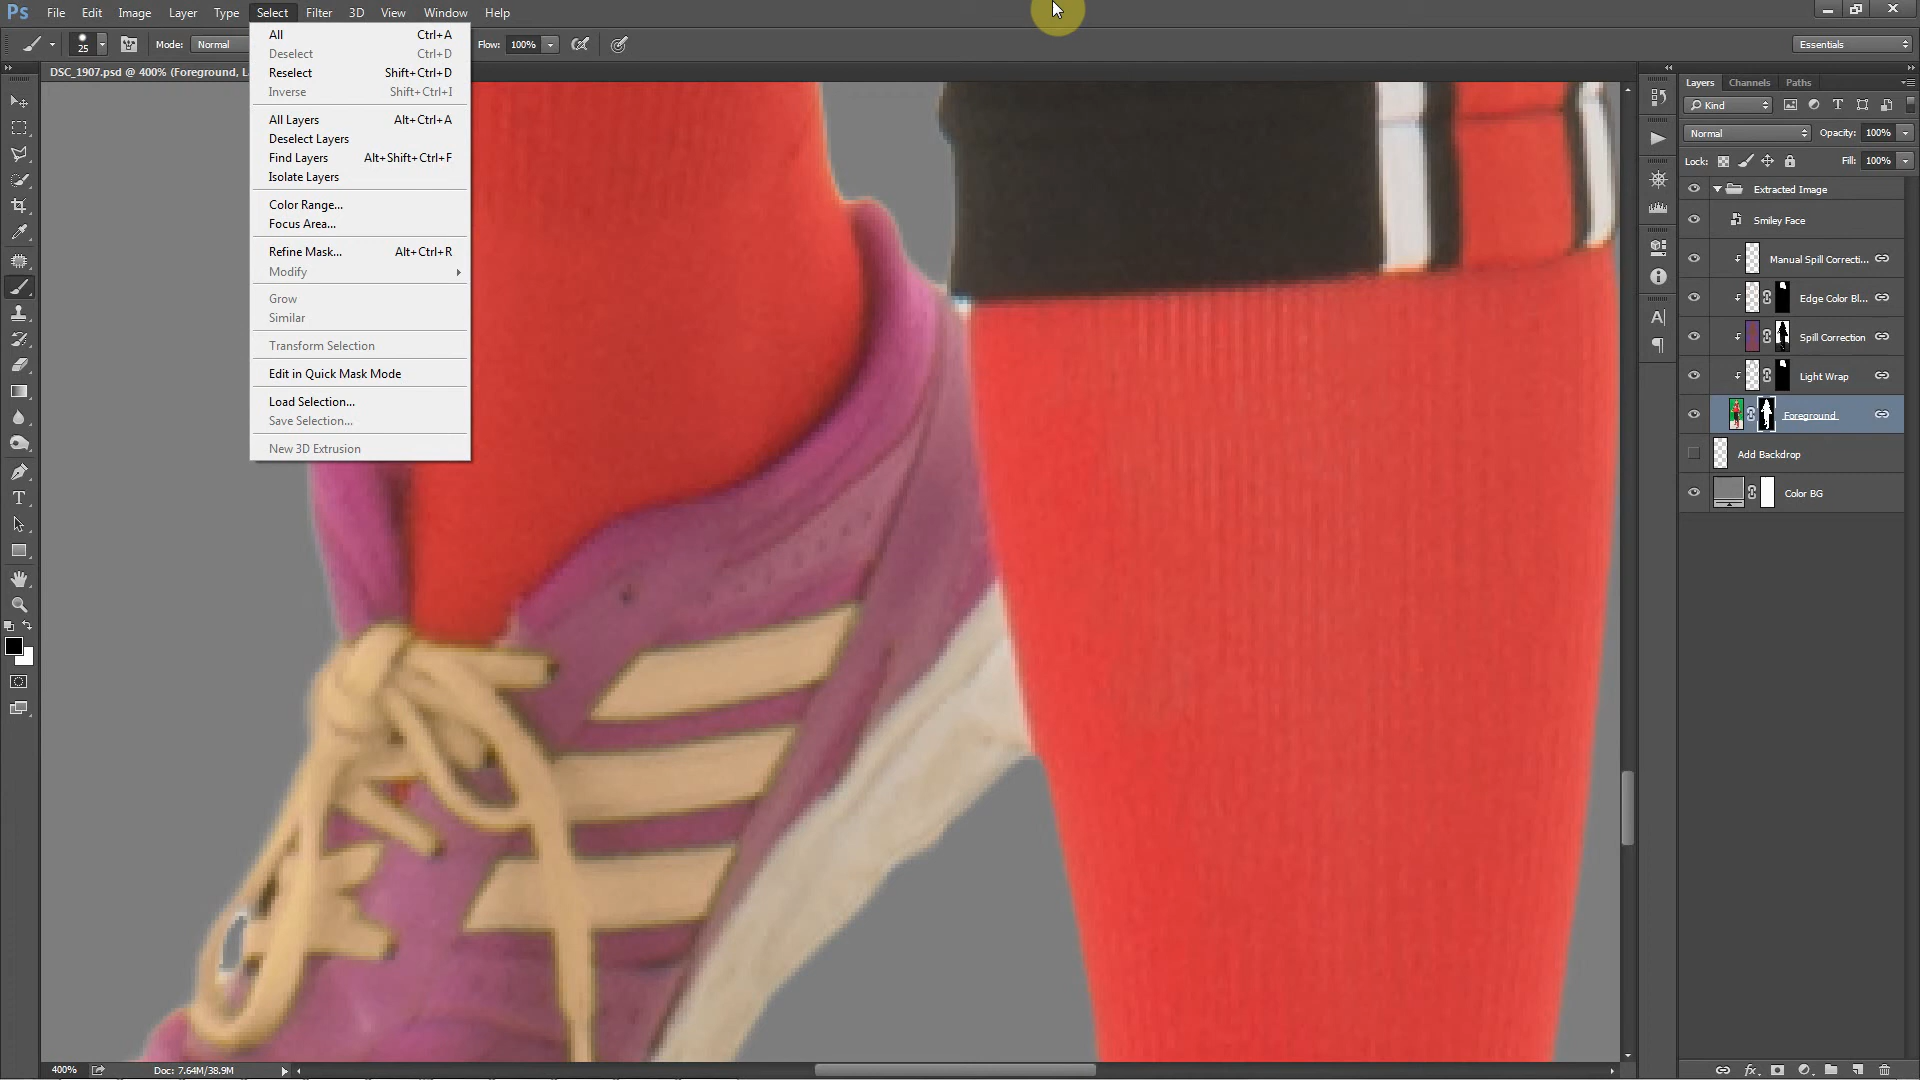 Ps File Edit Image Layer Type Select Filter 3D View Window Help
25 Mode: Normal Flow: 100% Essentials
DSC_1907.psd @ 400% (Foreground, L
All Ctrl+A
Deselect Ctrl+D
Reselect Shift+Ctrl+D
Inverse Shift+Ctrl+I
All Layers Alt+Ctrl+A
Deselect Layers
Find Layers Alt+Shift+Ctrl+F
Isolate Layers
Color Range...
Focus Area...
Refine Mask... Alt+Ctrl+R
Modify
Grow
Similar
Transform Selection
Edit in Quick Mask Mode
Load Selection...
Save Selection...
New 3D Extrusion
Layers Channels Paths
Kind
Normal Opacity: 100%
Lock: Fill: 100%
Extracted Image
Smiley Face
Manual Spill Correcti...
Edge Color Bl...
Spill Correction
Light Wrap
Foreground
Add Backdrop
Color BG
400% Doc: 7.64M/38.9M